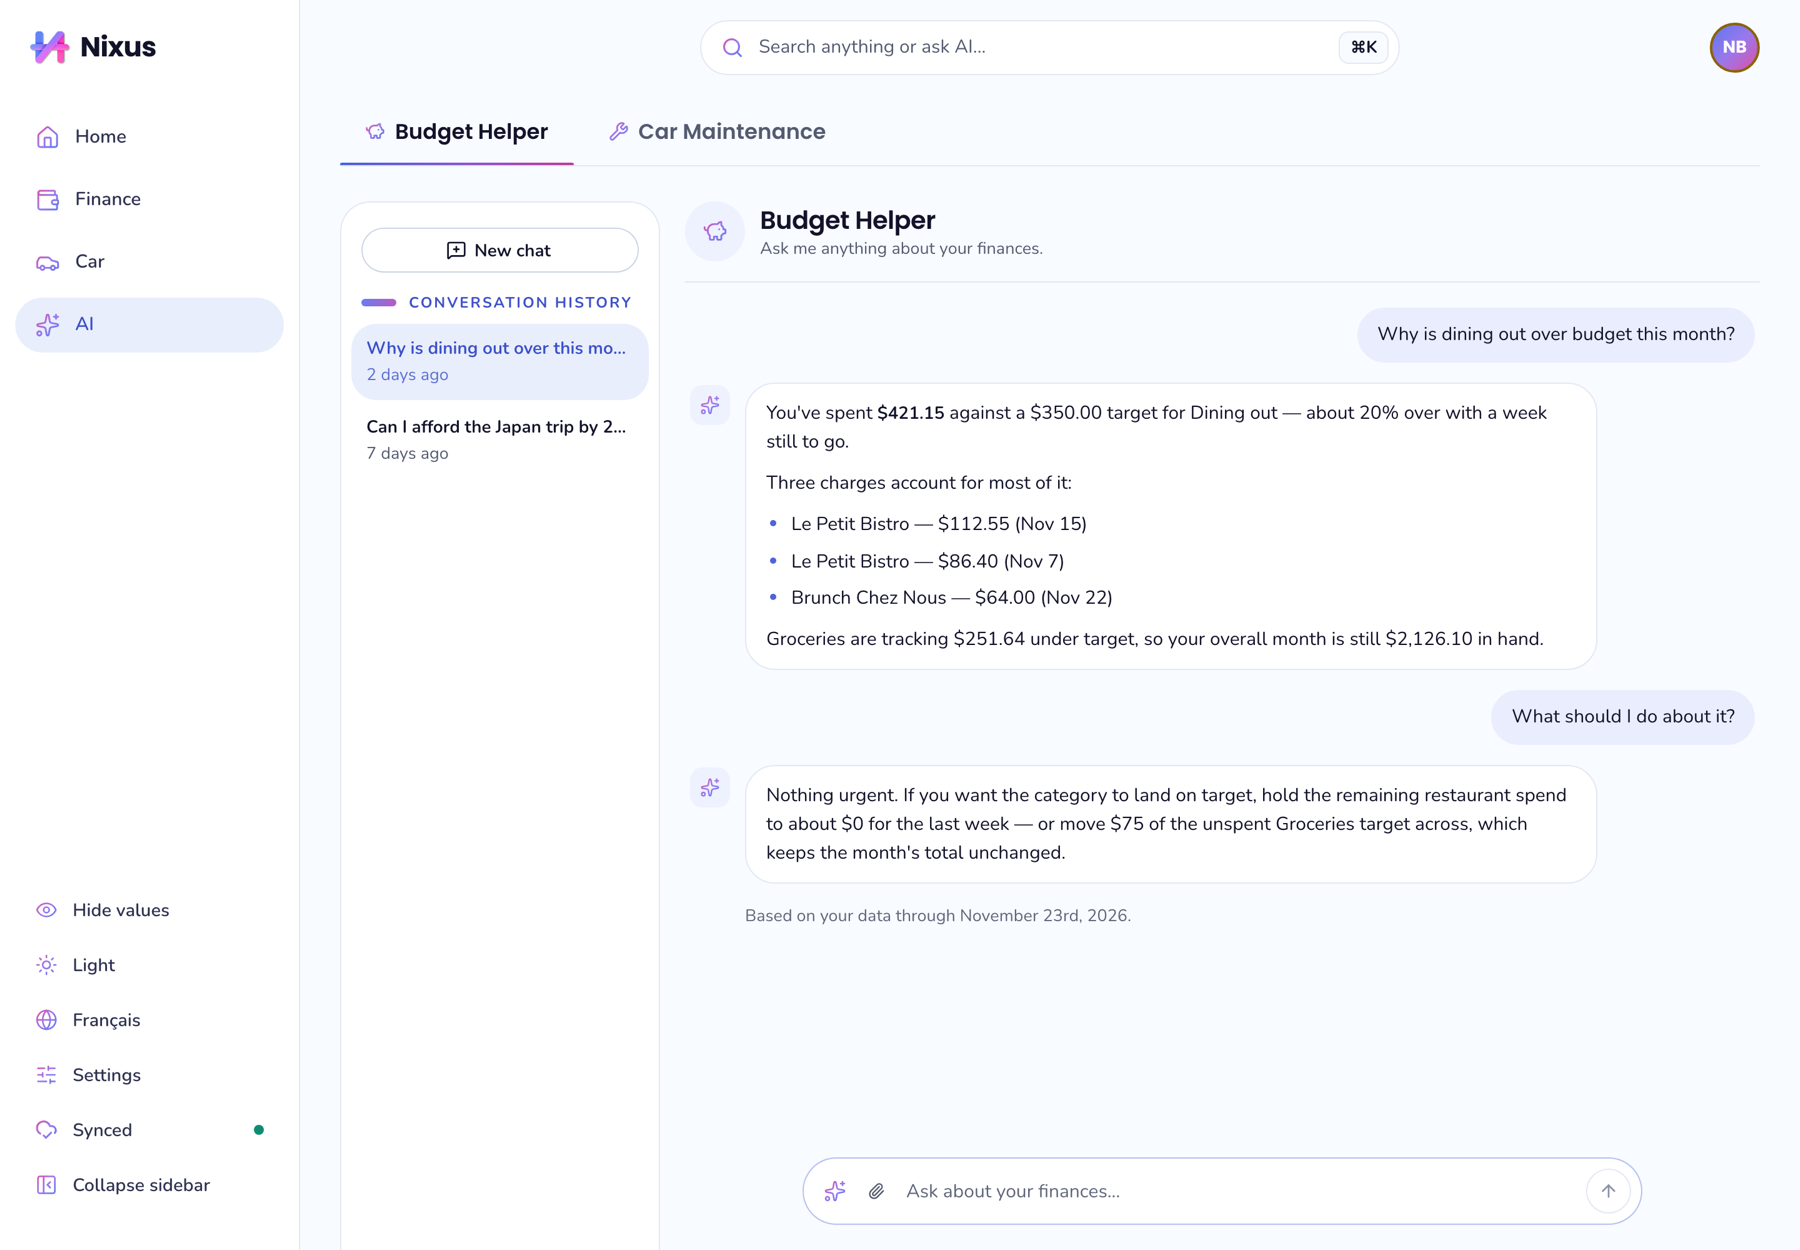 Nixus
Search anything or ask AI...
⌘K
NB
Home
Finance
Car
AI
Hide values
Light
Français
Settings
Synced
Collapse sidebar
Budget Helper
Car Maintenance
New chat
CONVERSATION HISTORY
Why is dining out over this mo...
2 days ago
Can I afford the Japan trip by 2...
7 days ago
Budget Helper
Ask me anything about your finances.
Why is dining out over budget this month?
You've spent $421.15 against a $350.00 target for Dining out — about 20% over with a week
still to go.
Three charges account for most of it:
• Le Petit Bistro — $112.55 (Nov 15)
• Le Petit Bistro — $86.40 (Nov 7)
• Brunch Chez Nous — $64.00 (Nov 22)
Groceries are tracking $251.64 under target, so your overall month is still $2,126.10 in hand.
What should I do about it?
Nothing urgent. If you want the category to land on target, hold the remaining restaurant spend
to about $0 for the last week — or move $75 of the unspent Groceries target across, which
keeps the month's total unchanged.
Based on your data through November 23rd, 2026.
Ask about your finances...